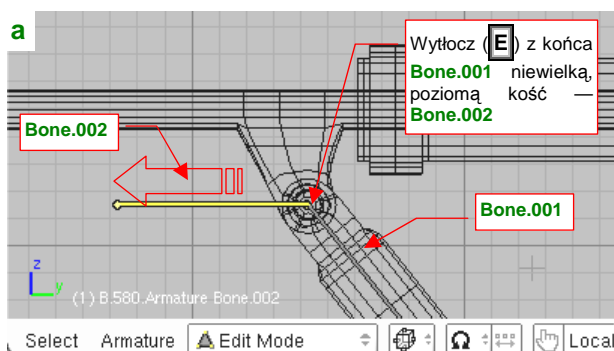 a
Wytłocz (E) z końca
Bone.001 niewielką,
poziomą kość —
Bone.002
Bone.002
Bone.001
z
y
(1) B.580.Armature Bone.002
Select Armature Edit Mode Local